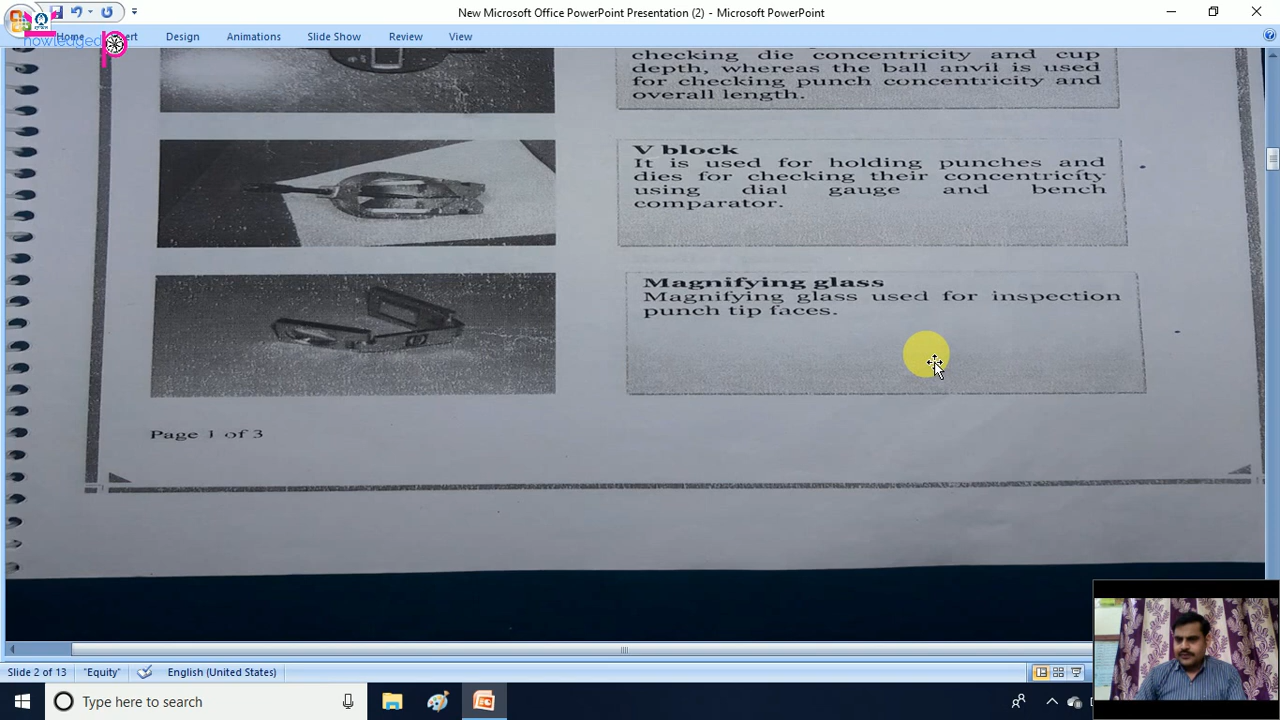 New Microsoft Office PowerPoint Presentation (2) - Microsoft PowerPoint
Home
Design
Animations
Slide Show
Review
View
checking die concentricity and cup
depth, whereas the ball anvil is used
for checking punch concentricity and
overall length.
V block
It is used for holding punches and
dies for checking their concentricity
using dial gauge and bench
comparator.
Magnifying glass
Magnifying glass used for inspection
punch tip faces.
Page 1 of 3
Slide 2 of 13
"Equity"
English (United States)
Type here to search